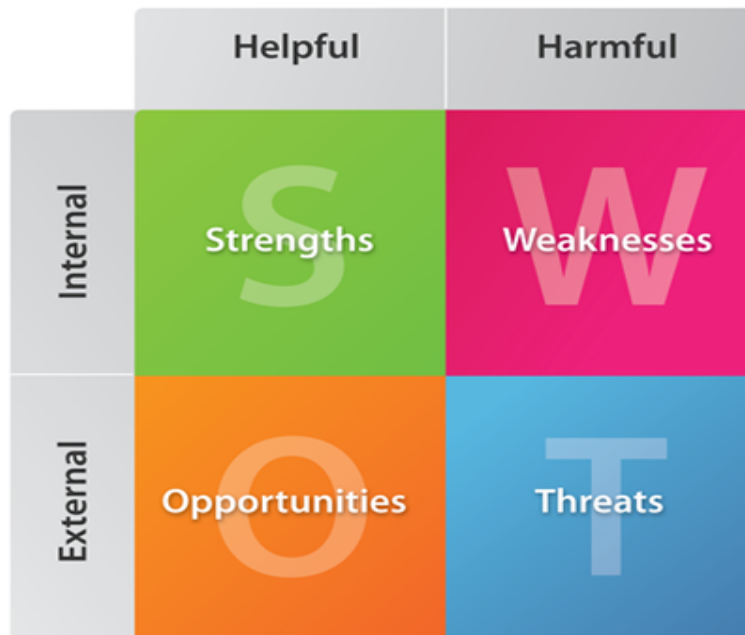 Helpful
Harmful
Internal
S
Strengths
W
Weaknesses
External
O
Opportunities
T
Threats